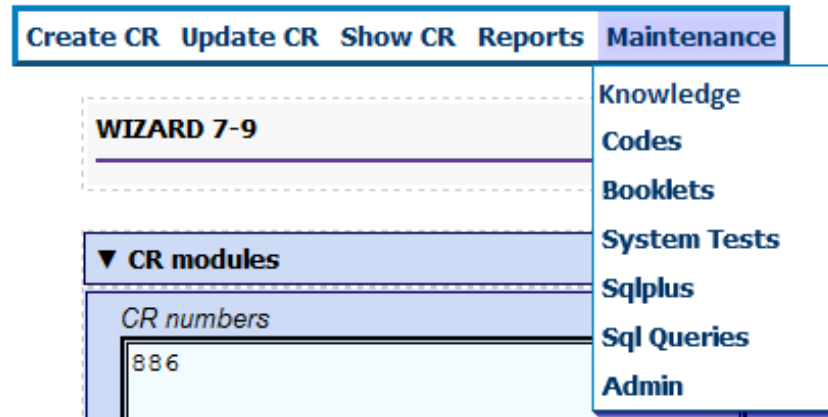 Create CR Update CR Show CR Reports Maintenance
Knowledge
Codes
Booklets
System Tests
Sqlplus
Sql Queries
Admin
WIZARD 7-9
▼ CR modules
CR numbers
886